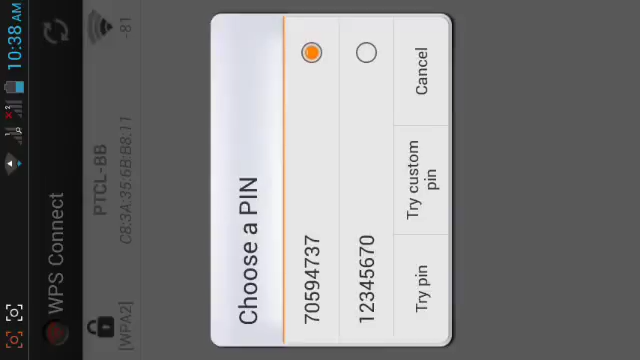 10:38 AM
WPS Connect
PTCL-BB
C8:3A:35:6B:B8:11
-81
[WPA2]
Choose a PIN
70594737
12345670
Try pin
Try custom
pin
Cancel